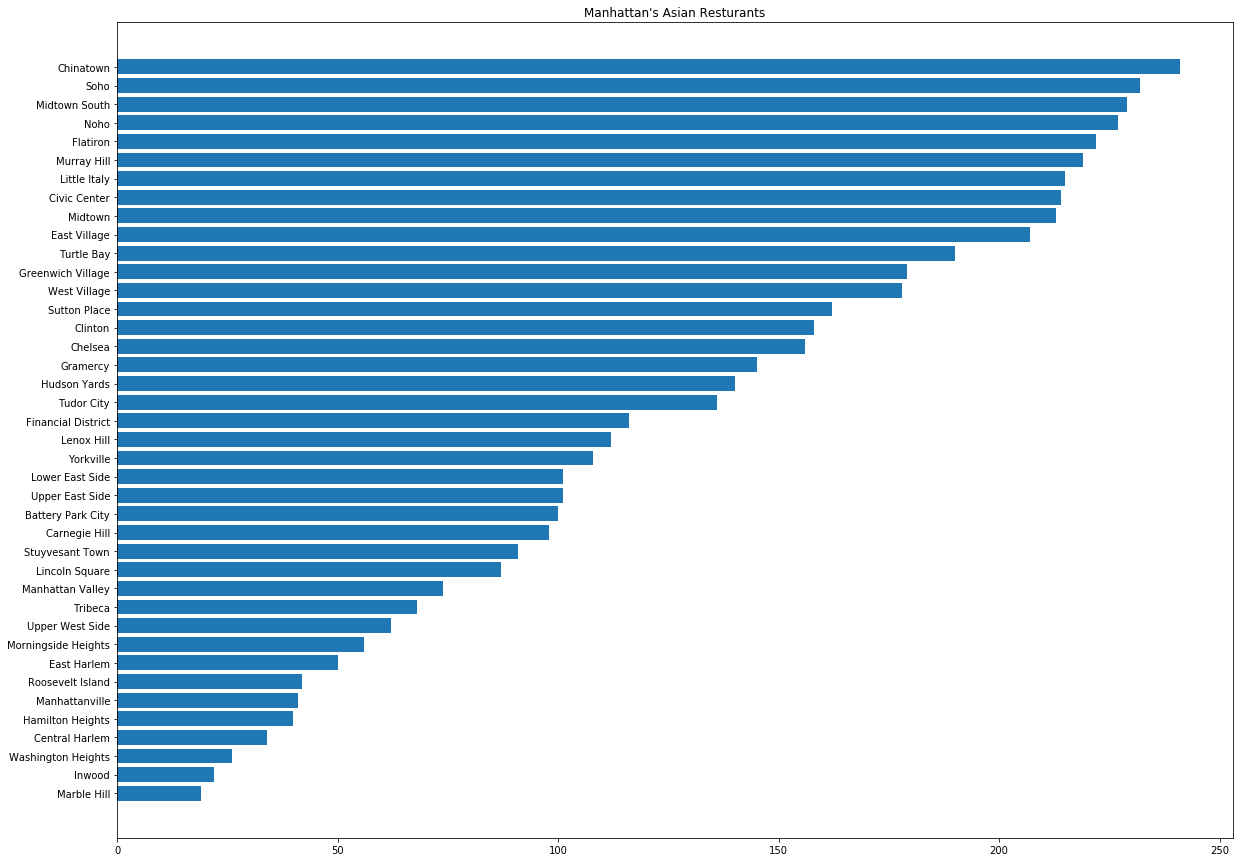 Manhattan's Asian Resturants
Chinatown
Soho
Midtown South
Noho
Flatiron
Murray Hill
Little Italy
Civic Center
Midtown
East Village
Turtle Bay
Greenwich Village
West Village
Sutton Place
Clinton
Chelsea
Gramercy
Hudson Yards
Tudor City
Financial District
Lenox Hill
Yorkville
Lower East Side
Upper East Side
Battery Park City
Carnegie Hill
Stuyvesant Town
Lincoln Square
Manhattan Valley
Tribeca
Upper West Side
Morningside Heights
East Harlem
Roosevelt Island
Manhattanville
Hamilton Heights
Central Harlem
Washington Heights
Inwood
Marble Hill
0 50 100 150 200 250